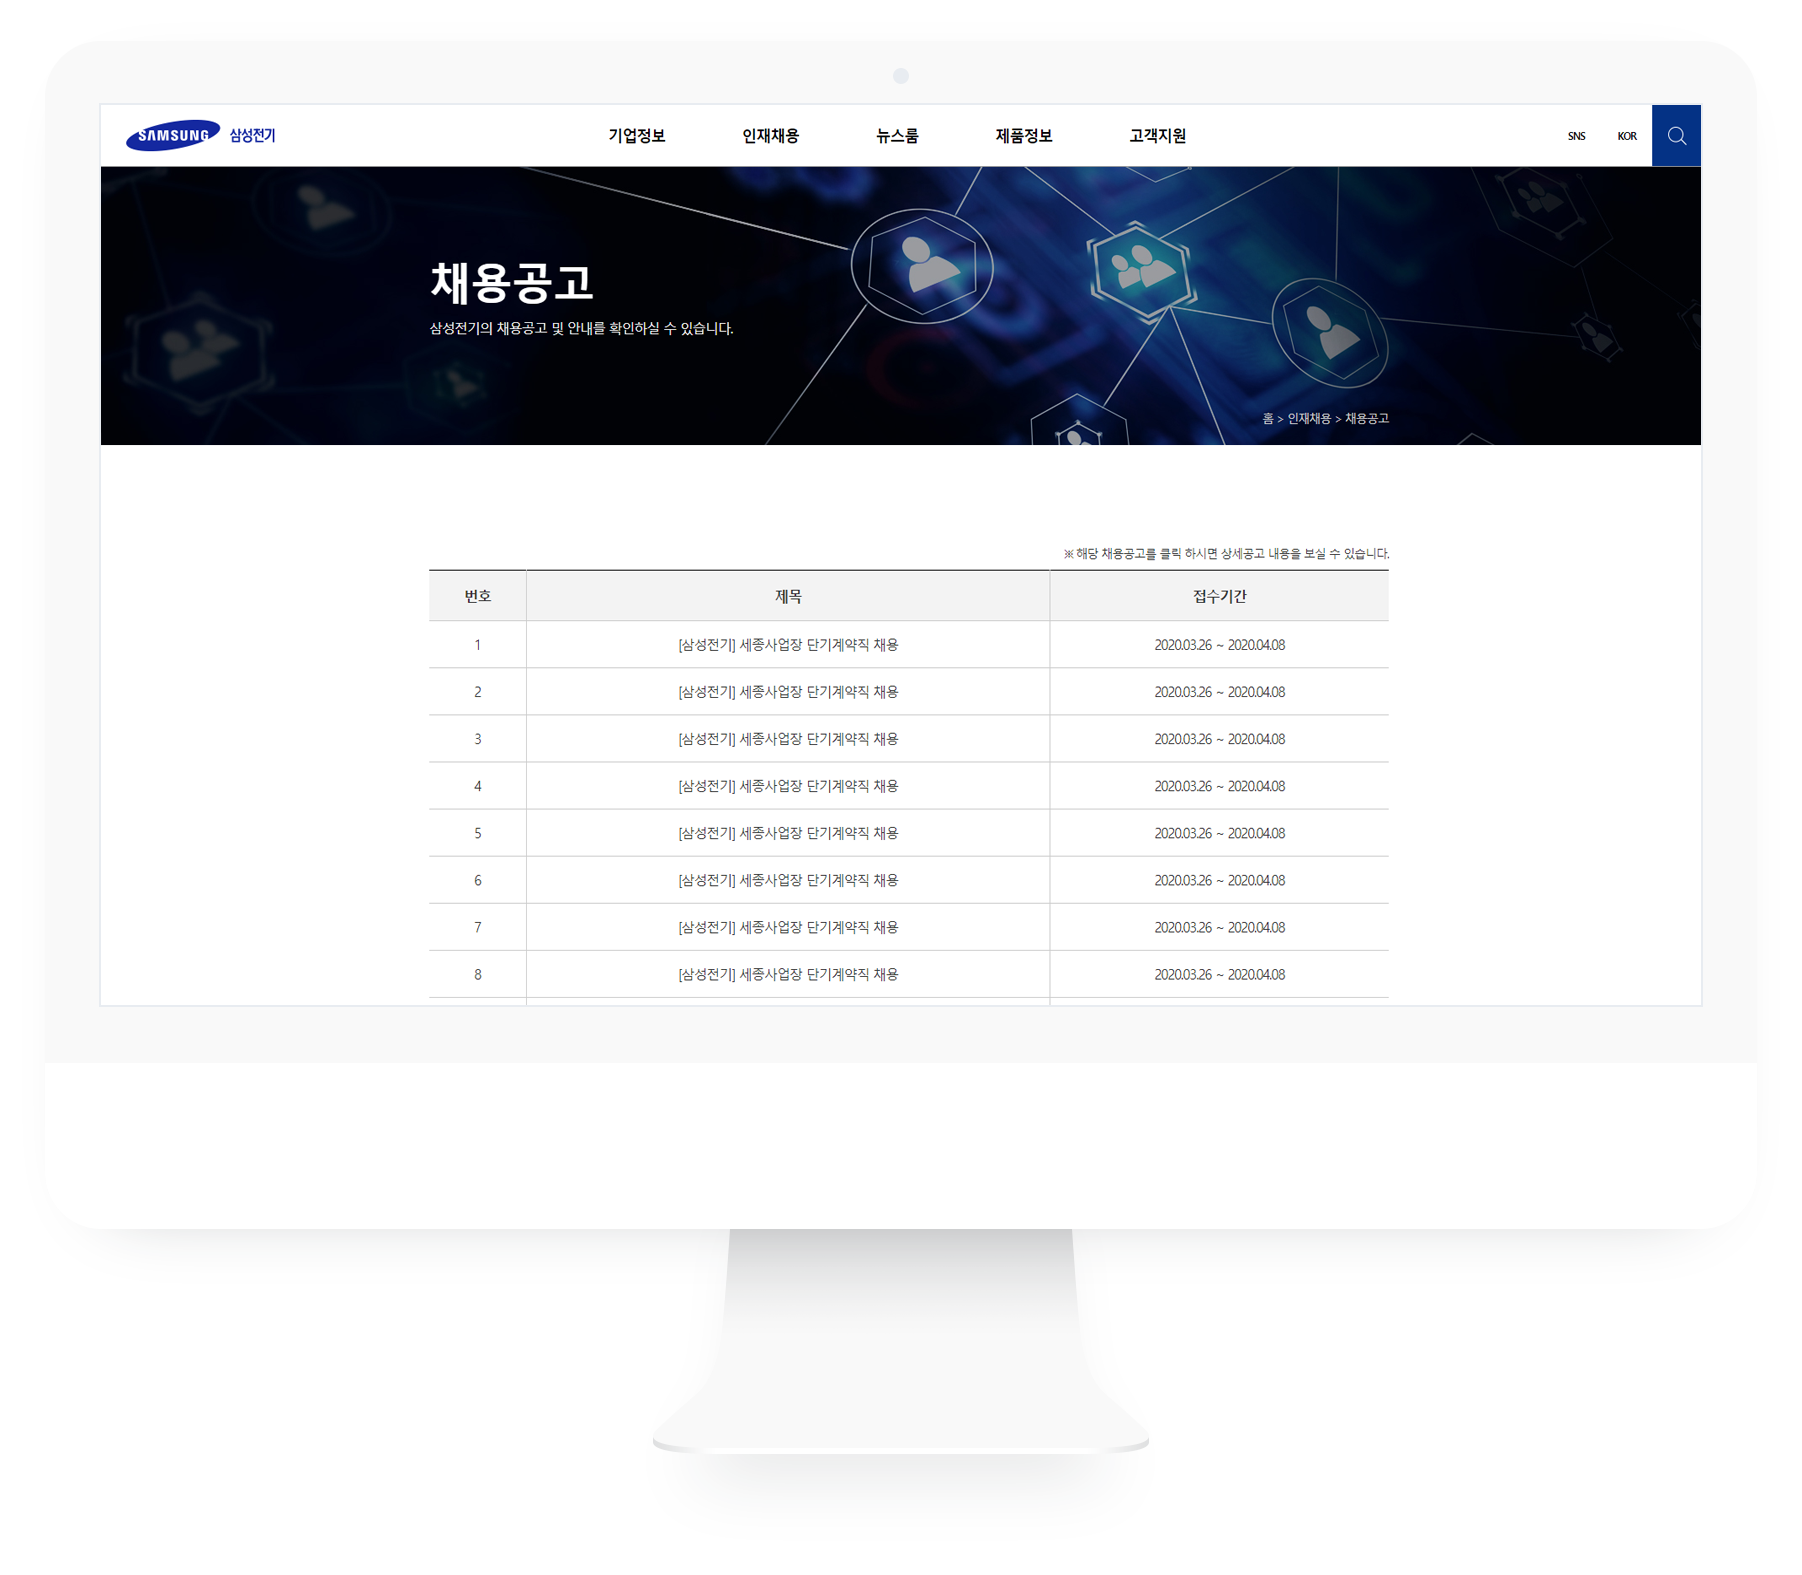 SAMSUNG 삼성전기
기업정보 인재채용 뉴스룸 제품정보 고객지원
SNS KOR
채용공고
삼성전기의 채용공고 및 안내를 확인하실 수 있습니다.
홈 > 인재채용 > 채용공고
※ 해당 채용공고를 클릭 하시면 상세공고 내용을 보실 수 있습니다.
번호 제목 접수기간
1 [삼성전기] 세종사업장 단기계약직 채용 2020.03.26 ~ 2020.04.08
2 [삼성전기] 세종사업장 단기계약직 채용 2020.03.26 ~ 2020.04.08
3 [삼성전기] 세종사업장 단기계약직 채용 2020.03.26 ~ 2020.04.08
4 [삼성전기] 세종사업장 단기계약직 채용 2020.03.26 ~ 2020.04.08
5 [삼성전기] 세종사업장 단기계약직 채용 2020.03.26 ~ 2020.04.08
6 [삼성전기] 세종사업장 단기계약직 채용 2020.03.26 ~ 2020.04.08
7 [삼성전기] 세종사업장 단기계약직 채용 2020.03.26 ~ 2020.04.08
8 [삼성전기] 세종사업장 단기계약직 채용 2020.03.26 ~ 2020.04.08